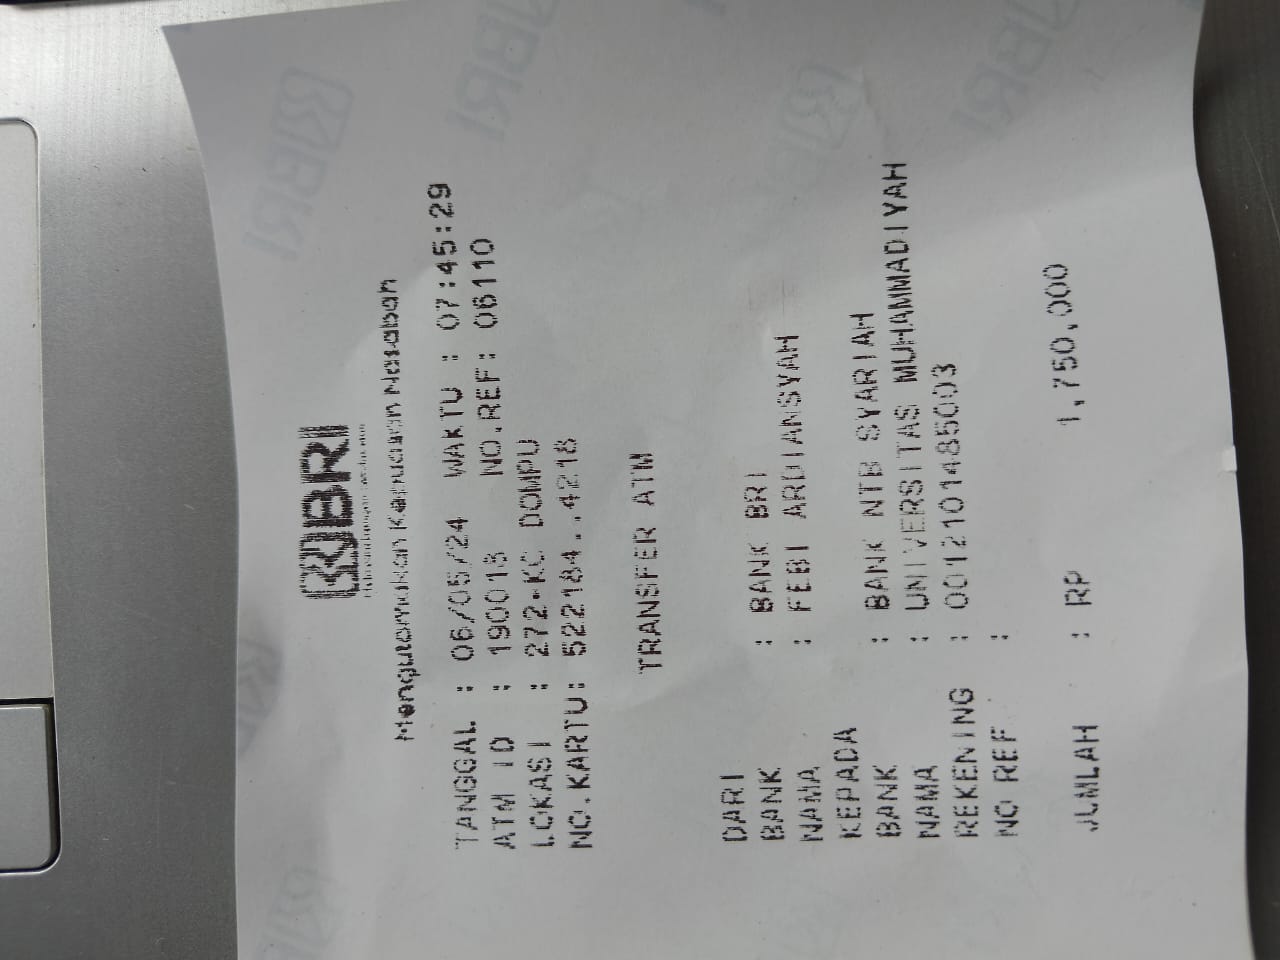 BRI
Mengutamakan Kepuasan Nasabah
TANGGAL : 06/05/24 WAKTU : 07:45:29
ATM ID : 190013 NO.REF : 06110
LOKASI : 272-KC DOMPU
NO.KARTU: 522184..4218
TRANSFER ATM
DARI
BANK : BANK BRI
NAMA : FEBI ARDIANSYAH
KEPADA
BANK : BANK NTB SYARIAH
NAMA : UNIVERSITAS MUHAMMADIYAH
REKENING : 0012101485003
NO REF :
JUMLAH : RP 1,750,000